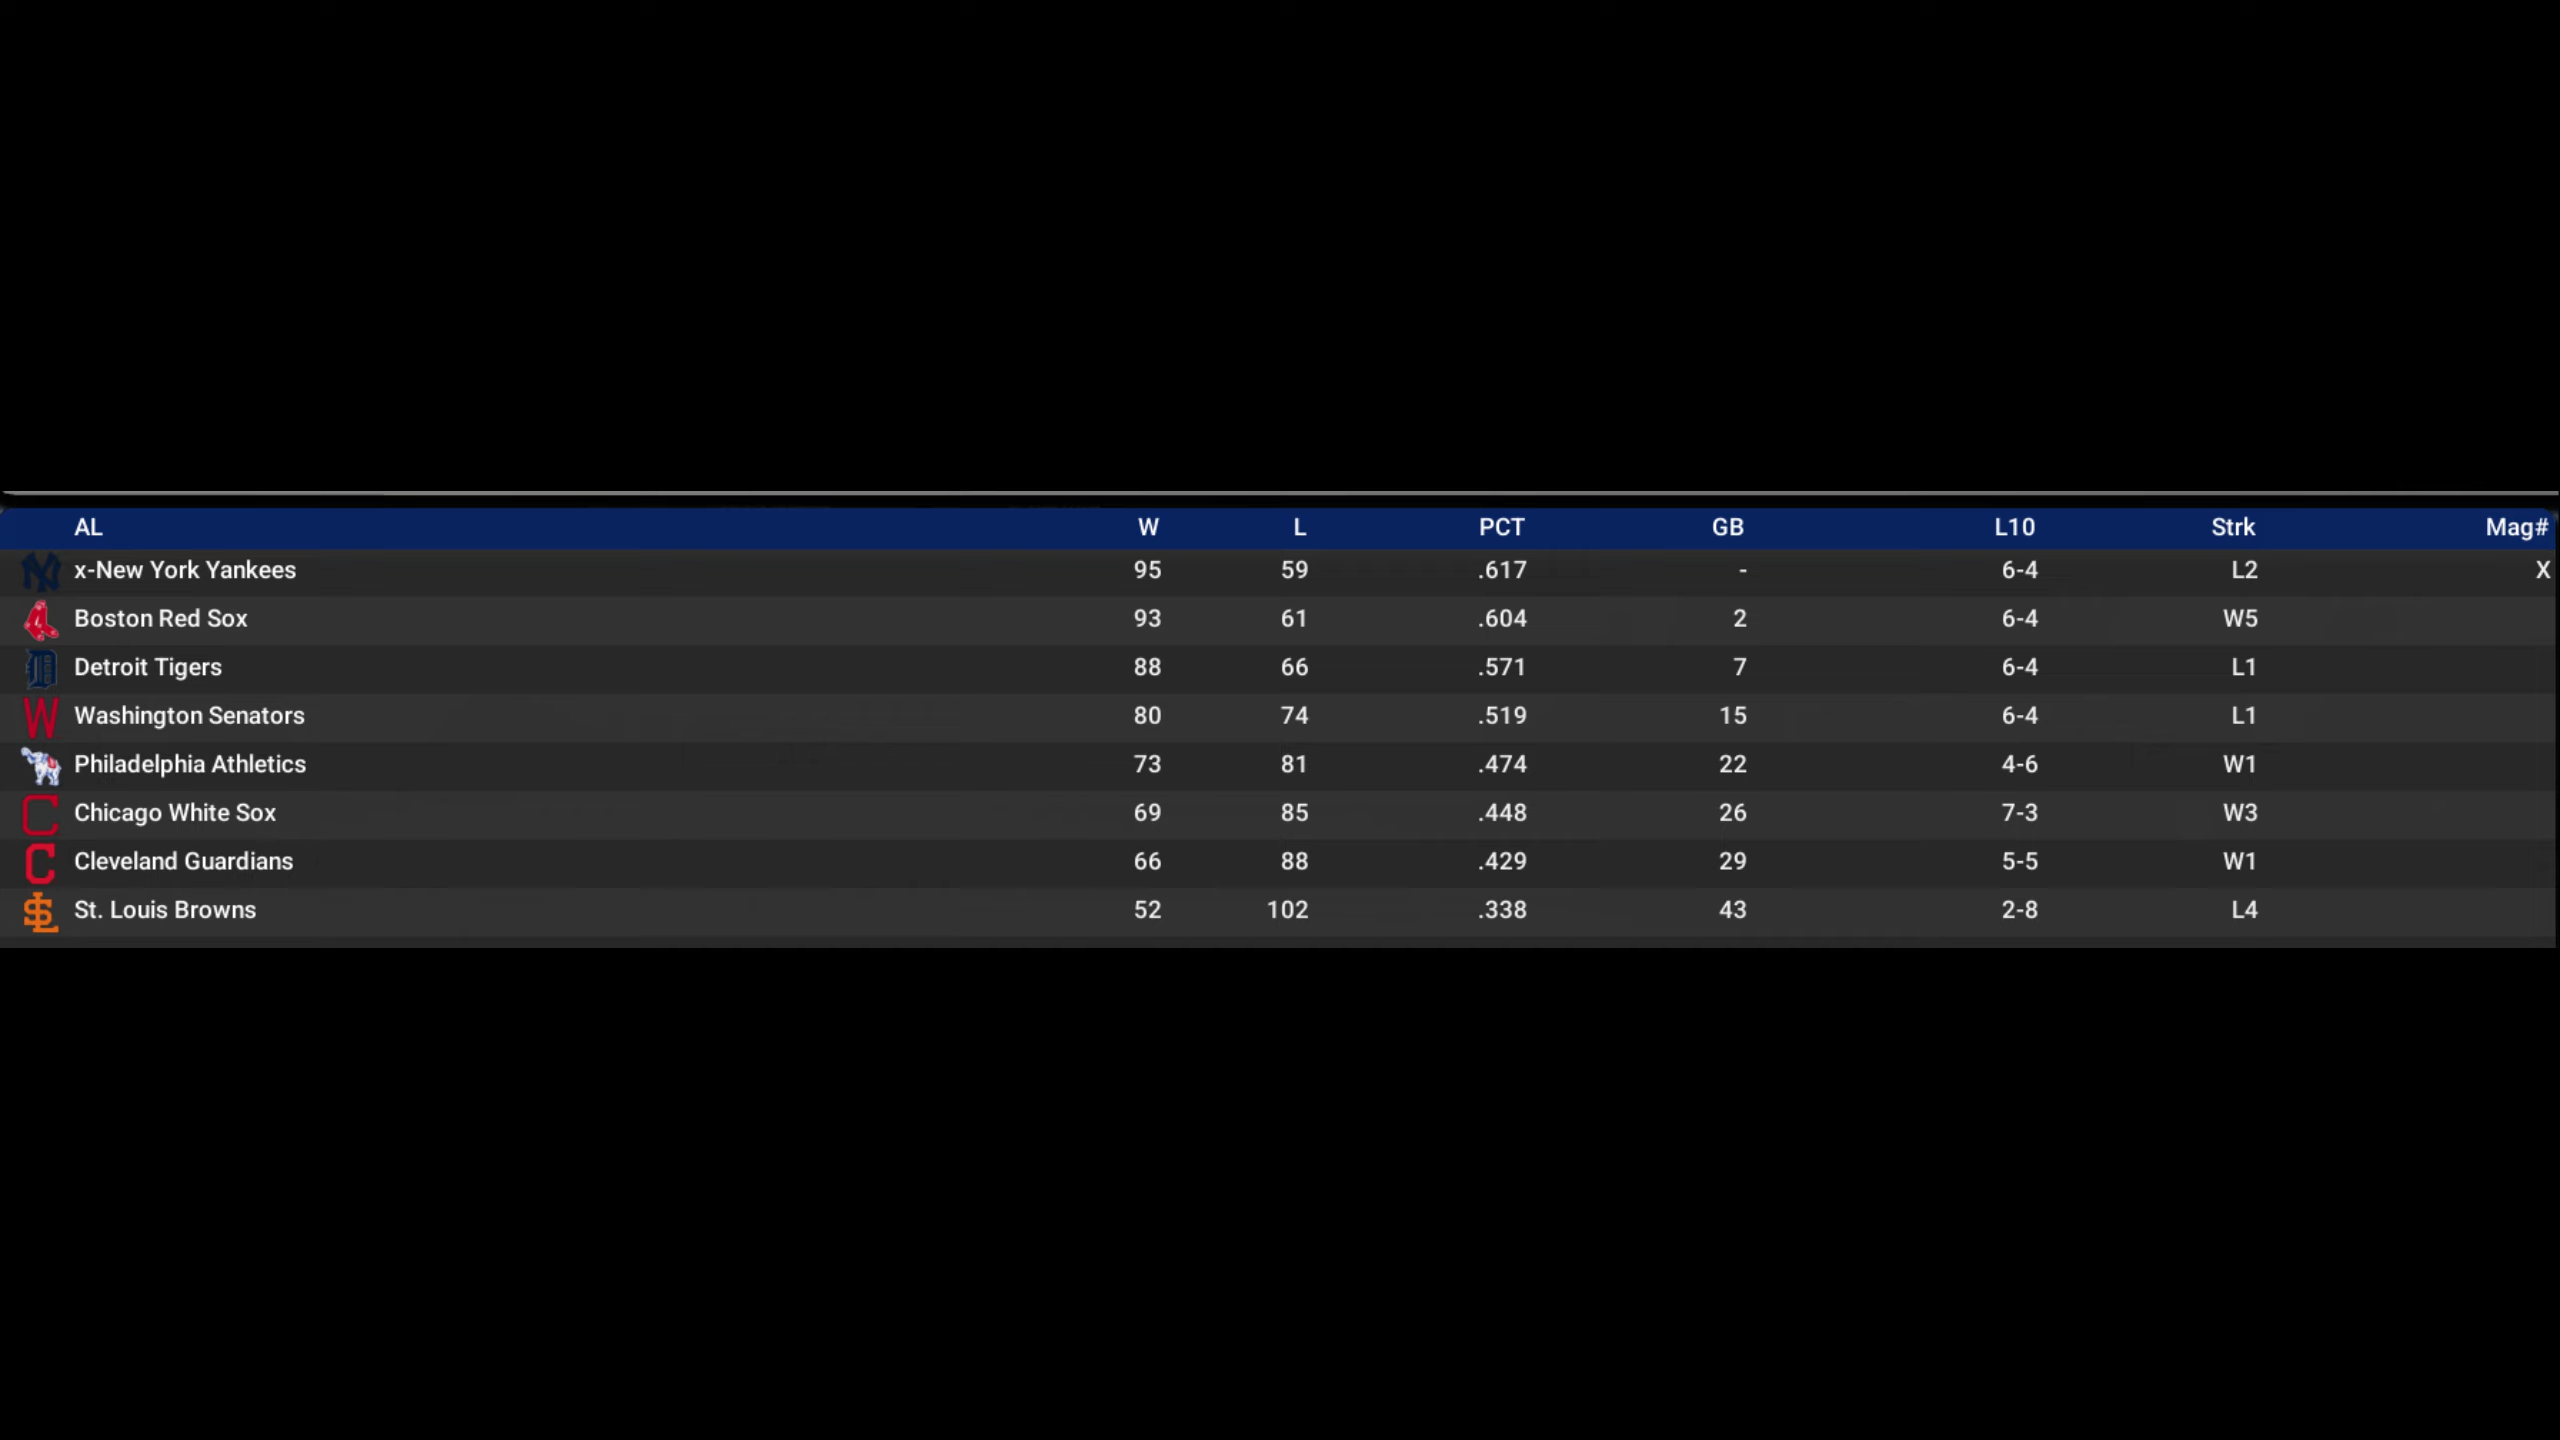 AL W L PCT GB L10 Strk Mag#
x-New York Yankees 95 59 .617 - 6-4 L2 X
Boston Red Sox 93 61 .604 2 6-4 W5
Detroit Tigers 88 66 .571 7 6-4 L1
Washington Senators 80 74 .519 15 6-4 L1
Philadelphia Athletics 73 81 .474 22 4-6 W1
Chicago White Sox 69 85 .448 26 7-3 W3
Cleveland Guardians 66 88 .429 29 5-5 W1
St. Louis Browns 52 102 .338 43 2-8 L4